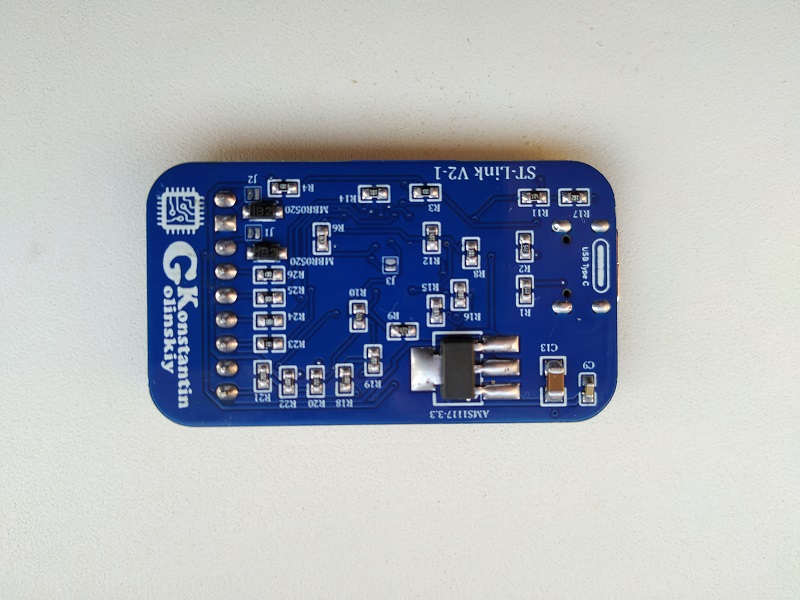 AMS1117-3.3
C9
C13
R18
R20
R22
R21
R19
R23
R24
R25
R26
R9
R10
R16
R15
R1
R2
R8
R12
J3
USB Type C
MBR0520
R6
J1
MBR0520
J2
R17
R11
R3
R14
R4
ST-Link V2-1
Konstantin
Golinskiy